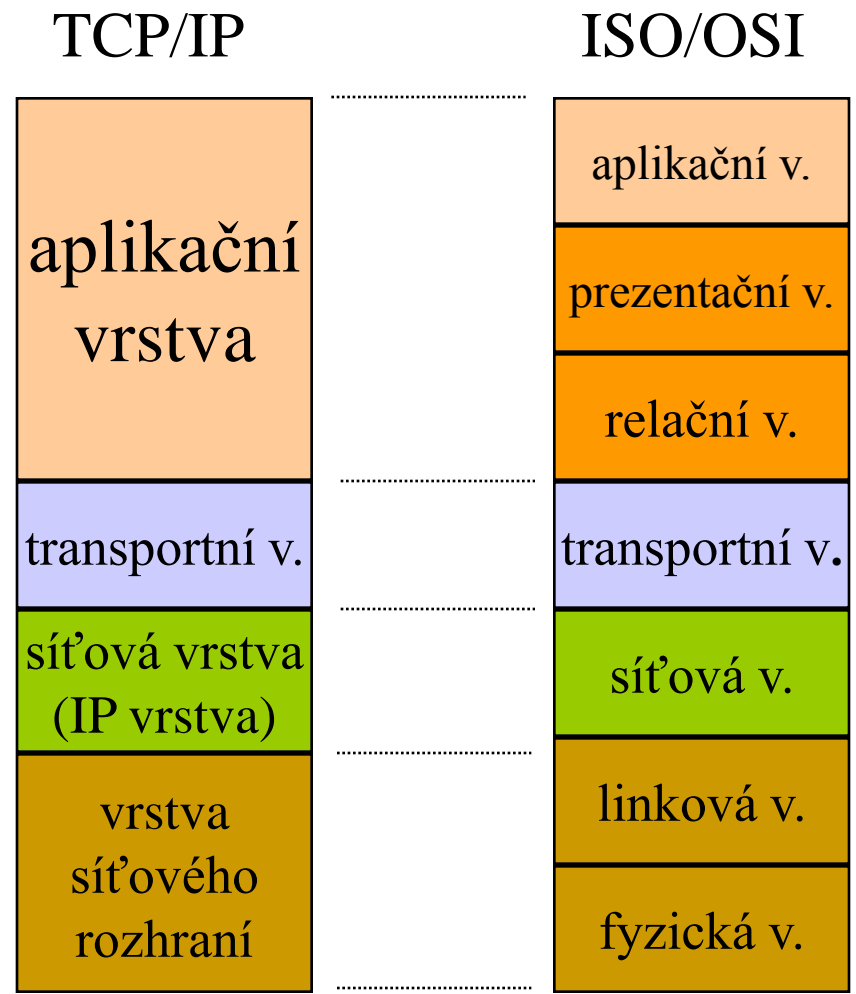 TCP/IP
ISO/OSI
aplikační
vrstva
transportní v.
síťová vrstva
(IP vrstva)
vrstva
síťového
rozhraní
aplikační v.
prezentační v.
relační v.
transportní v.
síťová v.
linková v.
fyzická v.